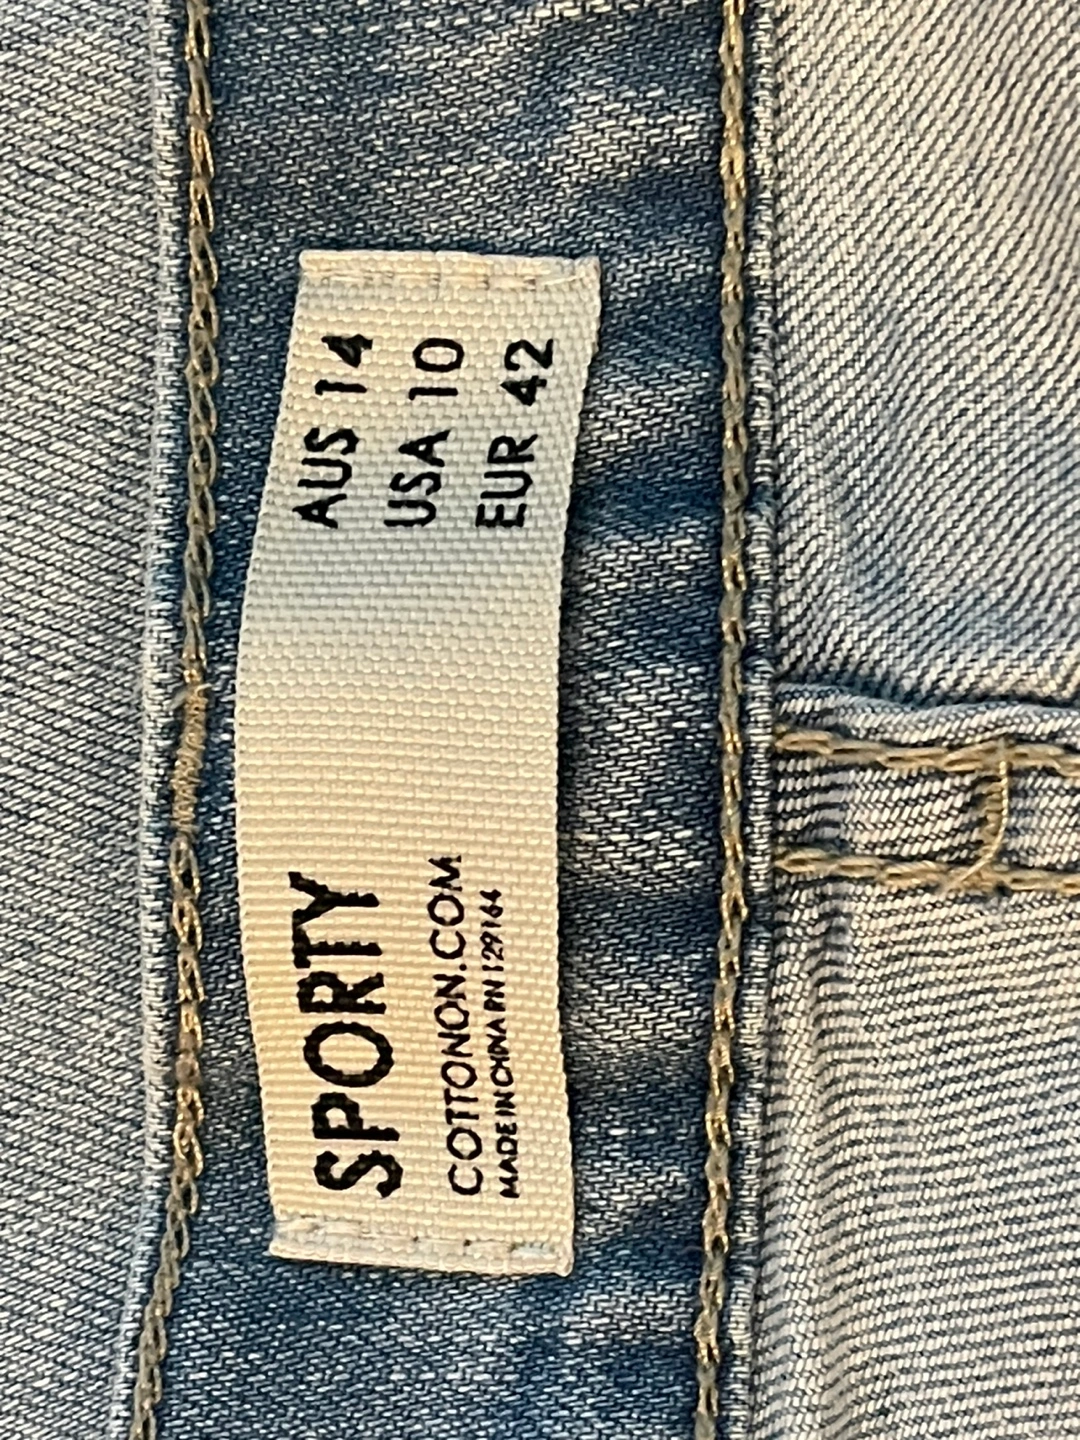 SPORTY
COTTONON.COM
MADE IN CHINA RN 129164
AUS 14
USA 10
EUR 42